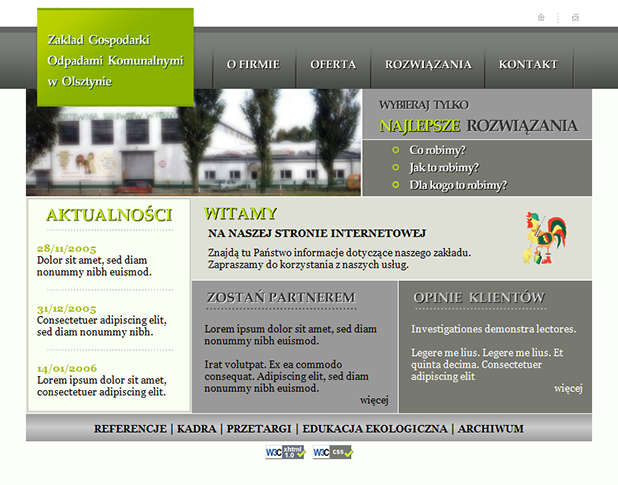 Zakład Gospodarki
Odpadami Komunalnymi
w Olsztynie
O FIRMIE
OFERTA
ROZWIĄZANIA
KONTAKT
WYBIERAJ TYLKO
NAJLEPSZE ROZWIĄZANIA
Co robimy?
Jak to robimy?
Dla kogo to robimy?
AKTUALNOŚCI
28/11/2005
Dolor sit amet, sed diam
nonummy nibh euismod.
31/12/2005
Consectetuer adipiscing elit,
sed diam nonummy nibh.
14/01/2006
Lorem ipsum dolor sit amet,
consectetuer adipiscing elit.
WITAMY
NA NASZEJ STRONIE INTERNETOWEJ
Znajdą tu Państwo informacje dotyczące naszego zakładu.
Zapraszamy do korzystania z naszych usług.
ZOSTAŃ PARTNEREM
Lorem ipsum dolor sit amet, sed diam
nonummy nibh euismod.
Irat volutpat. Ex ea commodo
consequat. Adipiscing elit, sed diam
nonummy nibh euismod.
więcej
OPINIE KLIENTÓW
Investigationes demonstra lectores.
Legere me lius. Legere me lius. Et
quinta decima. Consectetuer
adipiscing elit
więcej
REFERENCJE | KADRA | PRZETARGI | EDUKACJA EKOLOGICZNA | ARCHIWUM
W3C xhtml 1.0
W3C css